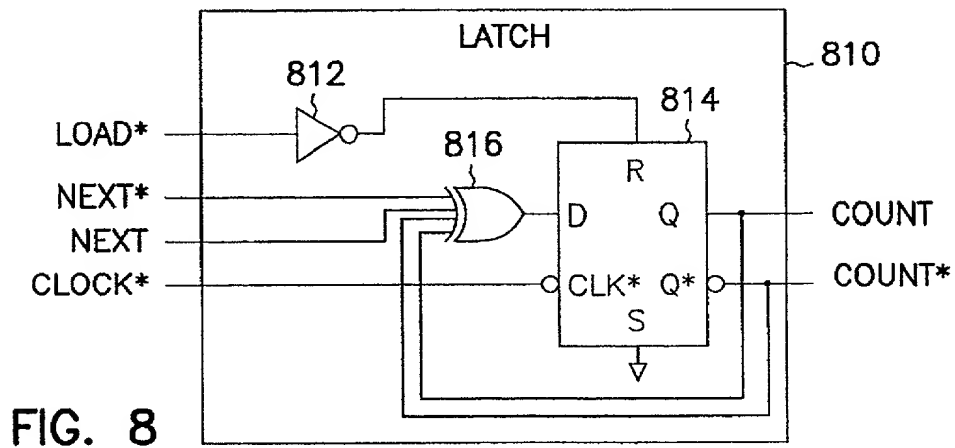 LATCH
810
812
814
LOAD*
816
R
NEXT*
D Q COUNT
NEXT
CLOCK* CLK* Q* COUNT*
S
FIG. 8